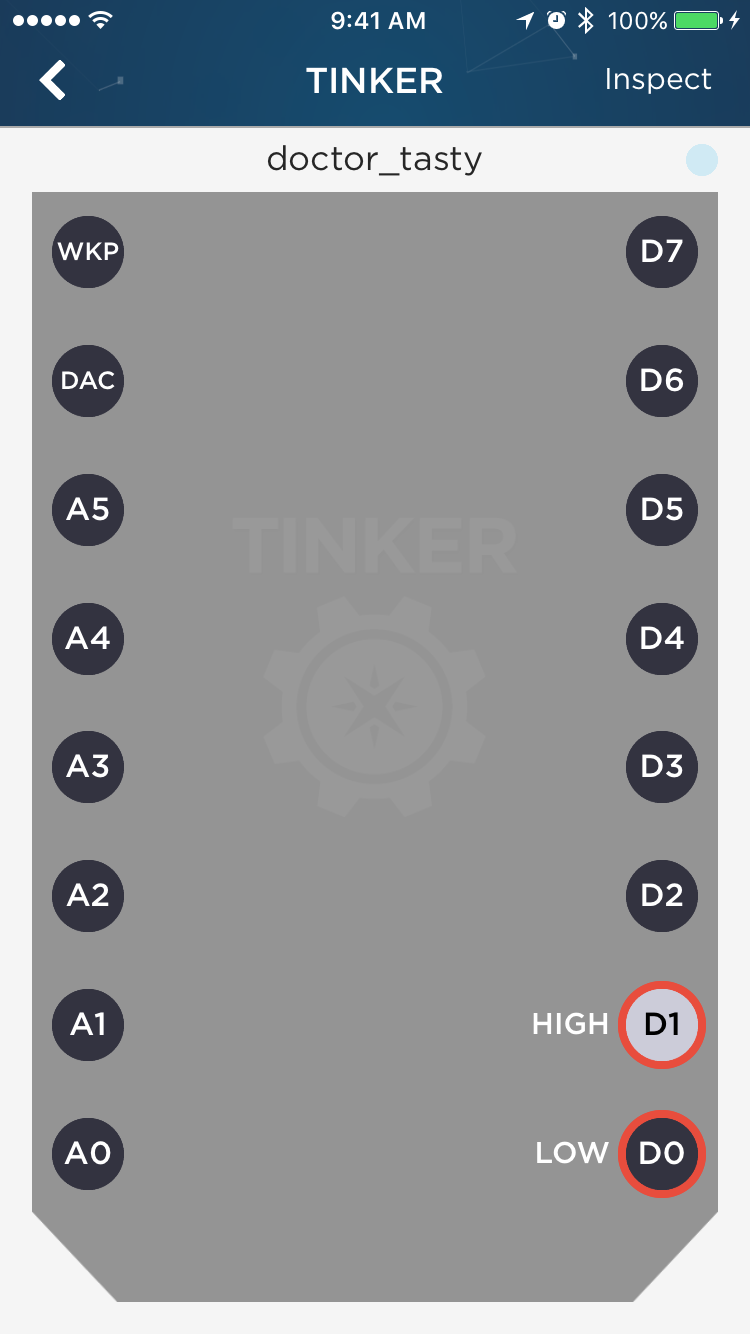 9:41 AM 100%
TINKER Inspect
doctor_tasty
WKP D7
DAC D6
A5 D5
TINKER
A4 D4
A3 D3
A2 D2
A1 HIGH D1
A0 LOW D0